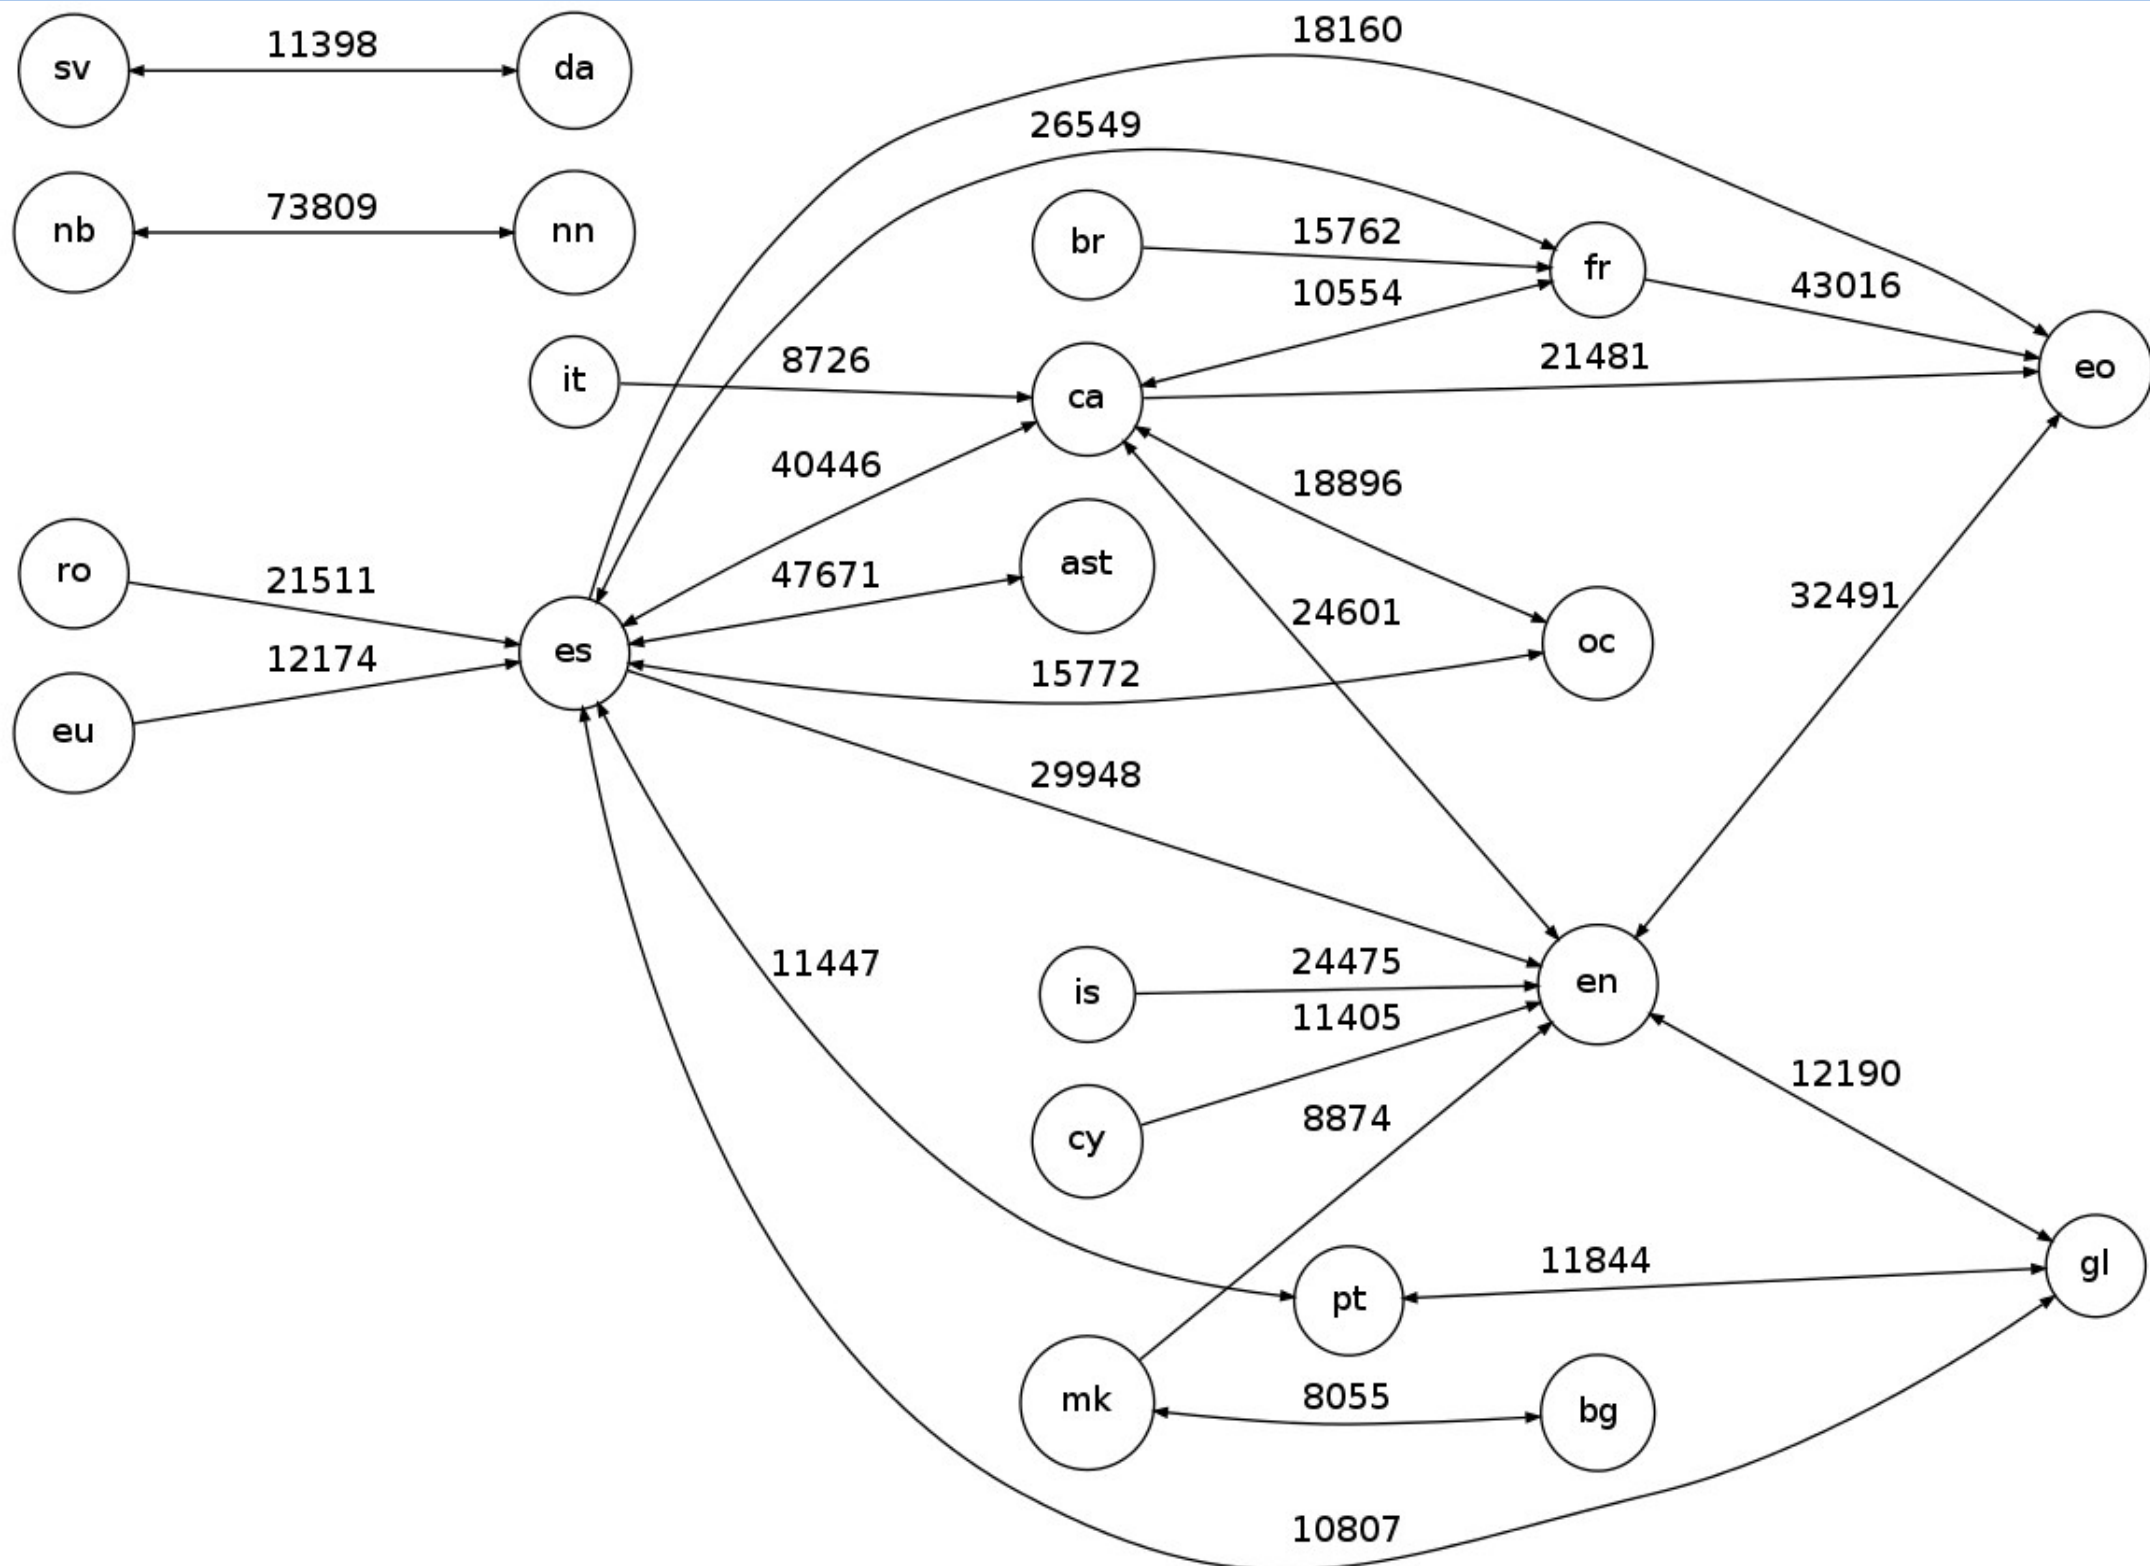 18160
sv
11398
da
26549
nb
73809
nn
br
15762
fr
10554
43016
it
8726
ca
21481
eo
40446
18896
ro
21511
47671
ast
24601
32491
es
oc
12174
eu
15772
29948
11447
is
24475
en
11405
12190
cy
8874
pt
11844
gl
mk
8055
bg
10807